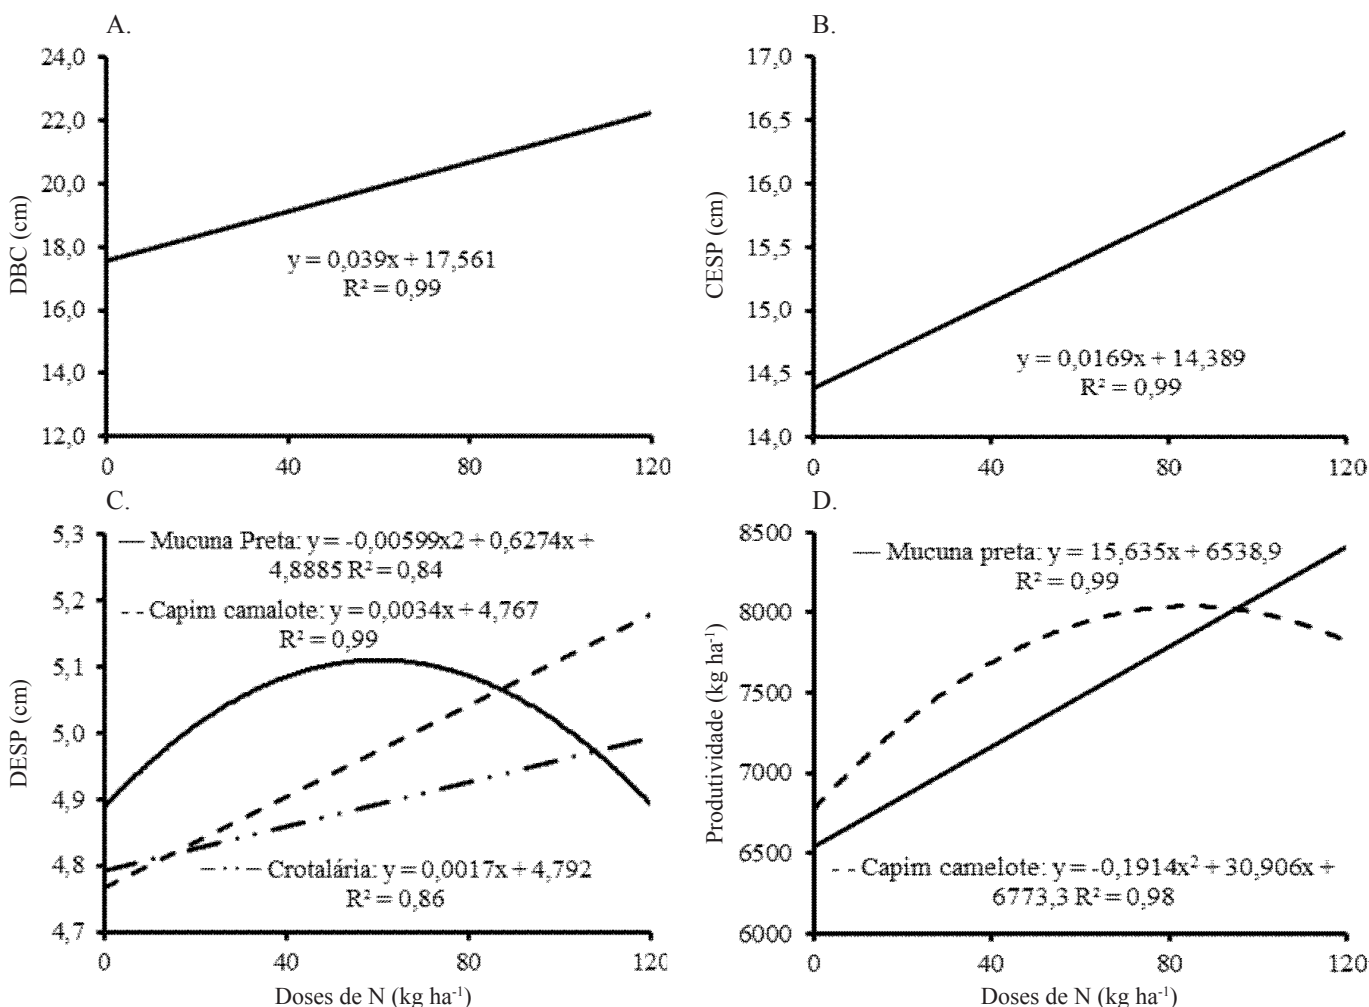 A.
24,0
22,0
20,0
18,0
16,0
14,0
12,0
DBC (cm)
y = 0,039x + 17,561
R² = 0,99
0 40 80 120
B.
17,0
16,5
16,0
15,5
15,0
14,5
14,0
CESP (cm)
y = 0,0169x + 14,389
R² = 0,99
0 40 80 120
C.
5,3
5,2
5,1
5,0
4,9
4,8
4,7
DESP (cm)
Mucuna Preta: y = -0,00599x2 + 0,6274x +
4,8885 R² = 0,84
Capim camalote: y = 0,0034x + 4,767
R² = 0,99
Crotalária: y = 0,0017x + 4,792
R² = 0,86
0 40 80 120
Doses de N (kg ha⁻¹)
D.
8500
8000
7500
7000
6500
6000
Produtividade (kg ha⁻¹)
Mucuna preta: y = 15,635x + 6538,9
R² = 0,99
Capim camelote: y = -0,1914x² + 30,906x +
6773,3 R² = 0,98
0 40 80 120
Doses de N (kg ha⁻¹)